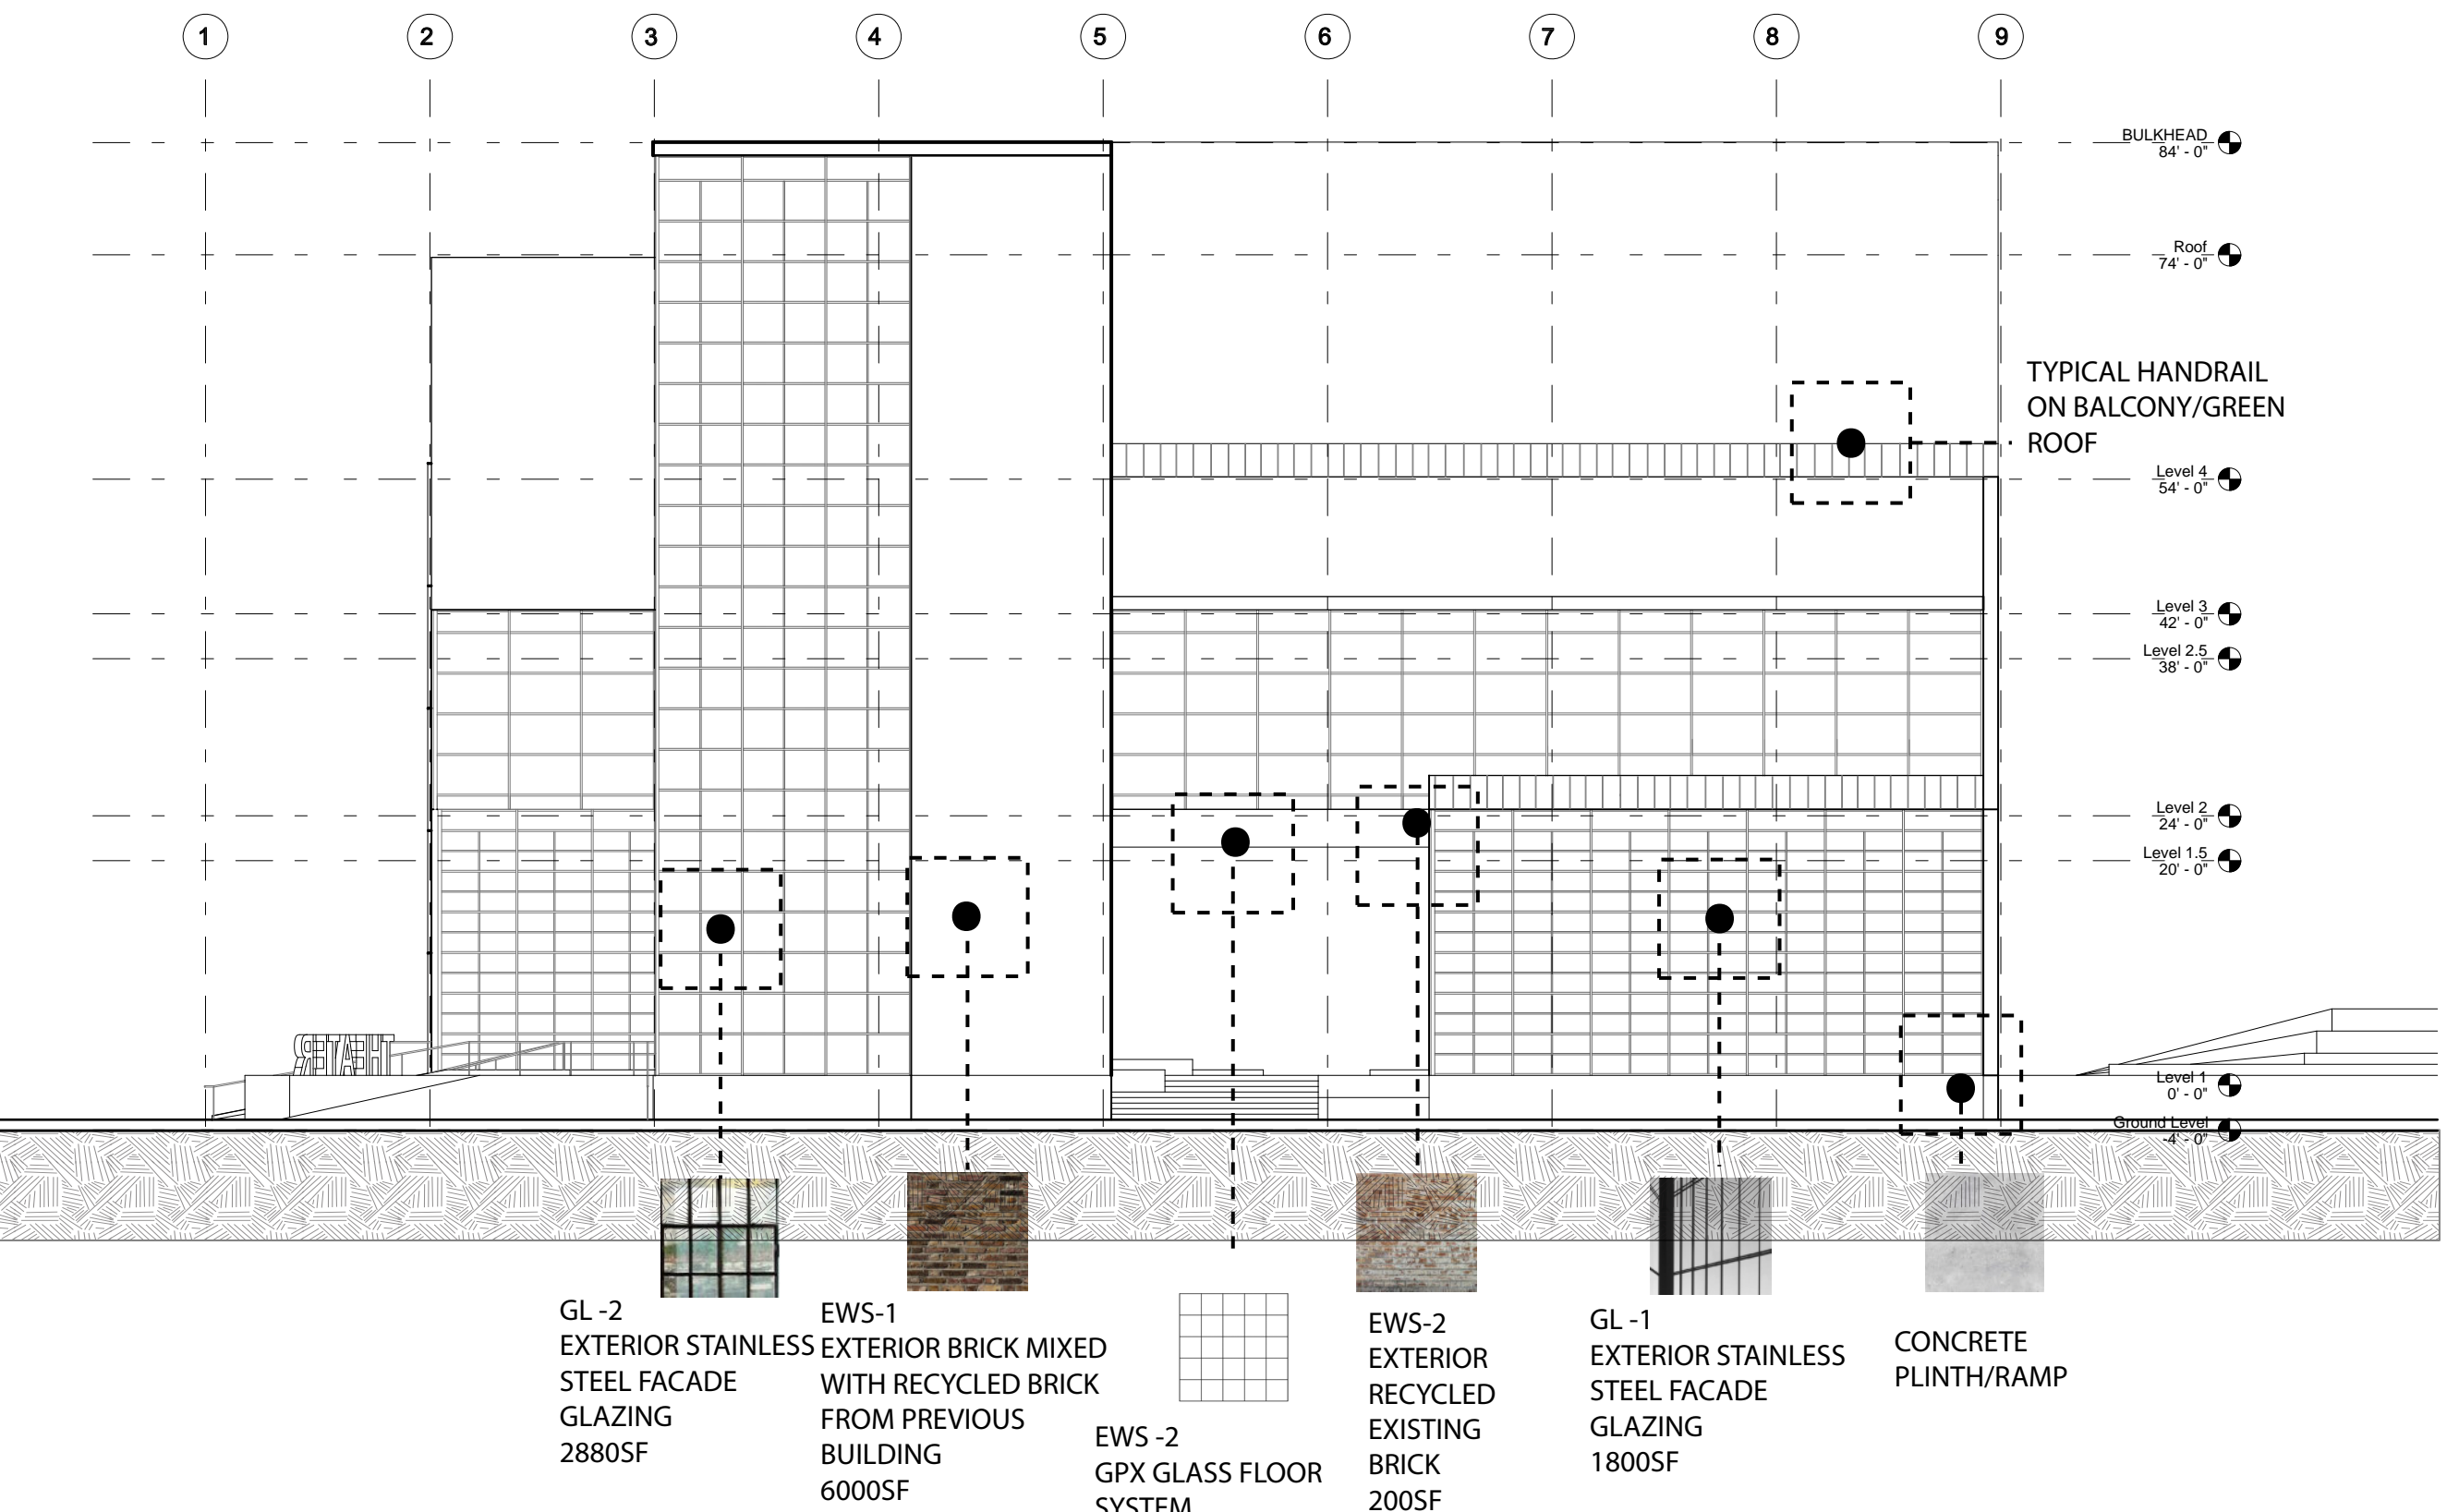 1 2 3 4 5 6 7 8 9
BULKHEAD
84' - 0"
Roof
74' - 0"
TYPICAL HANDRAIL
ON BALCONY/GREEN
ROOF
Level 4
54' - 0"
Level 3
42' - 0"
Level 2.5
38' - 0"
Level 2
24' - 0"
Level 1.5
20' - 0"
THEATER
Level 1
0' - 0"
Ground Level
-4' - 0"
GL -2
EXTERIOR STAINLESS
STEEL FACADE
GLAZING
2880SF
EWS-1
EXTERIOR BRICK MIXED
WITH RECYCLED BRICK
FROM PREVIOUS
BUILDING
6000SF
EWS -2
GPX GLASS FLOOR
SYSTEM
EWS-2
EXTERIOR
RECYCLED
EXISTING
BRICK
200SF
GL -1
EXTERIOR STAINLESS
STEEL FACADE
GLAZING
1800SF
CONCRETE
PLINTH/RAMP